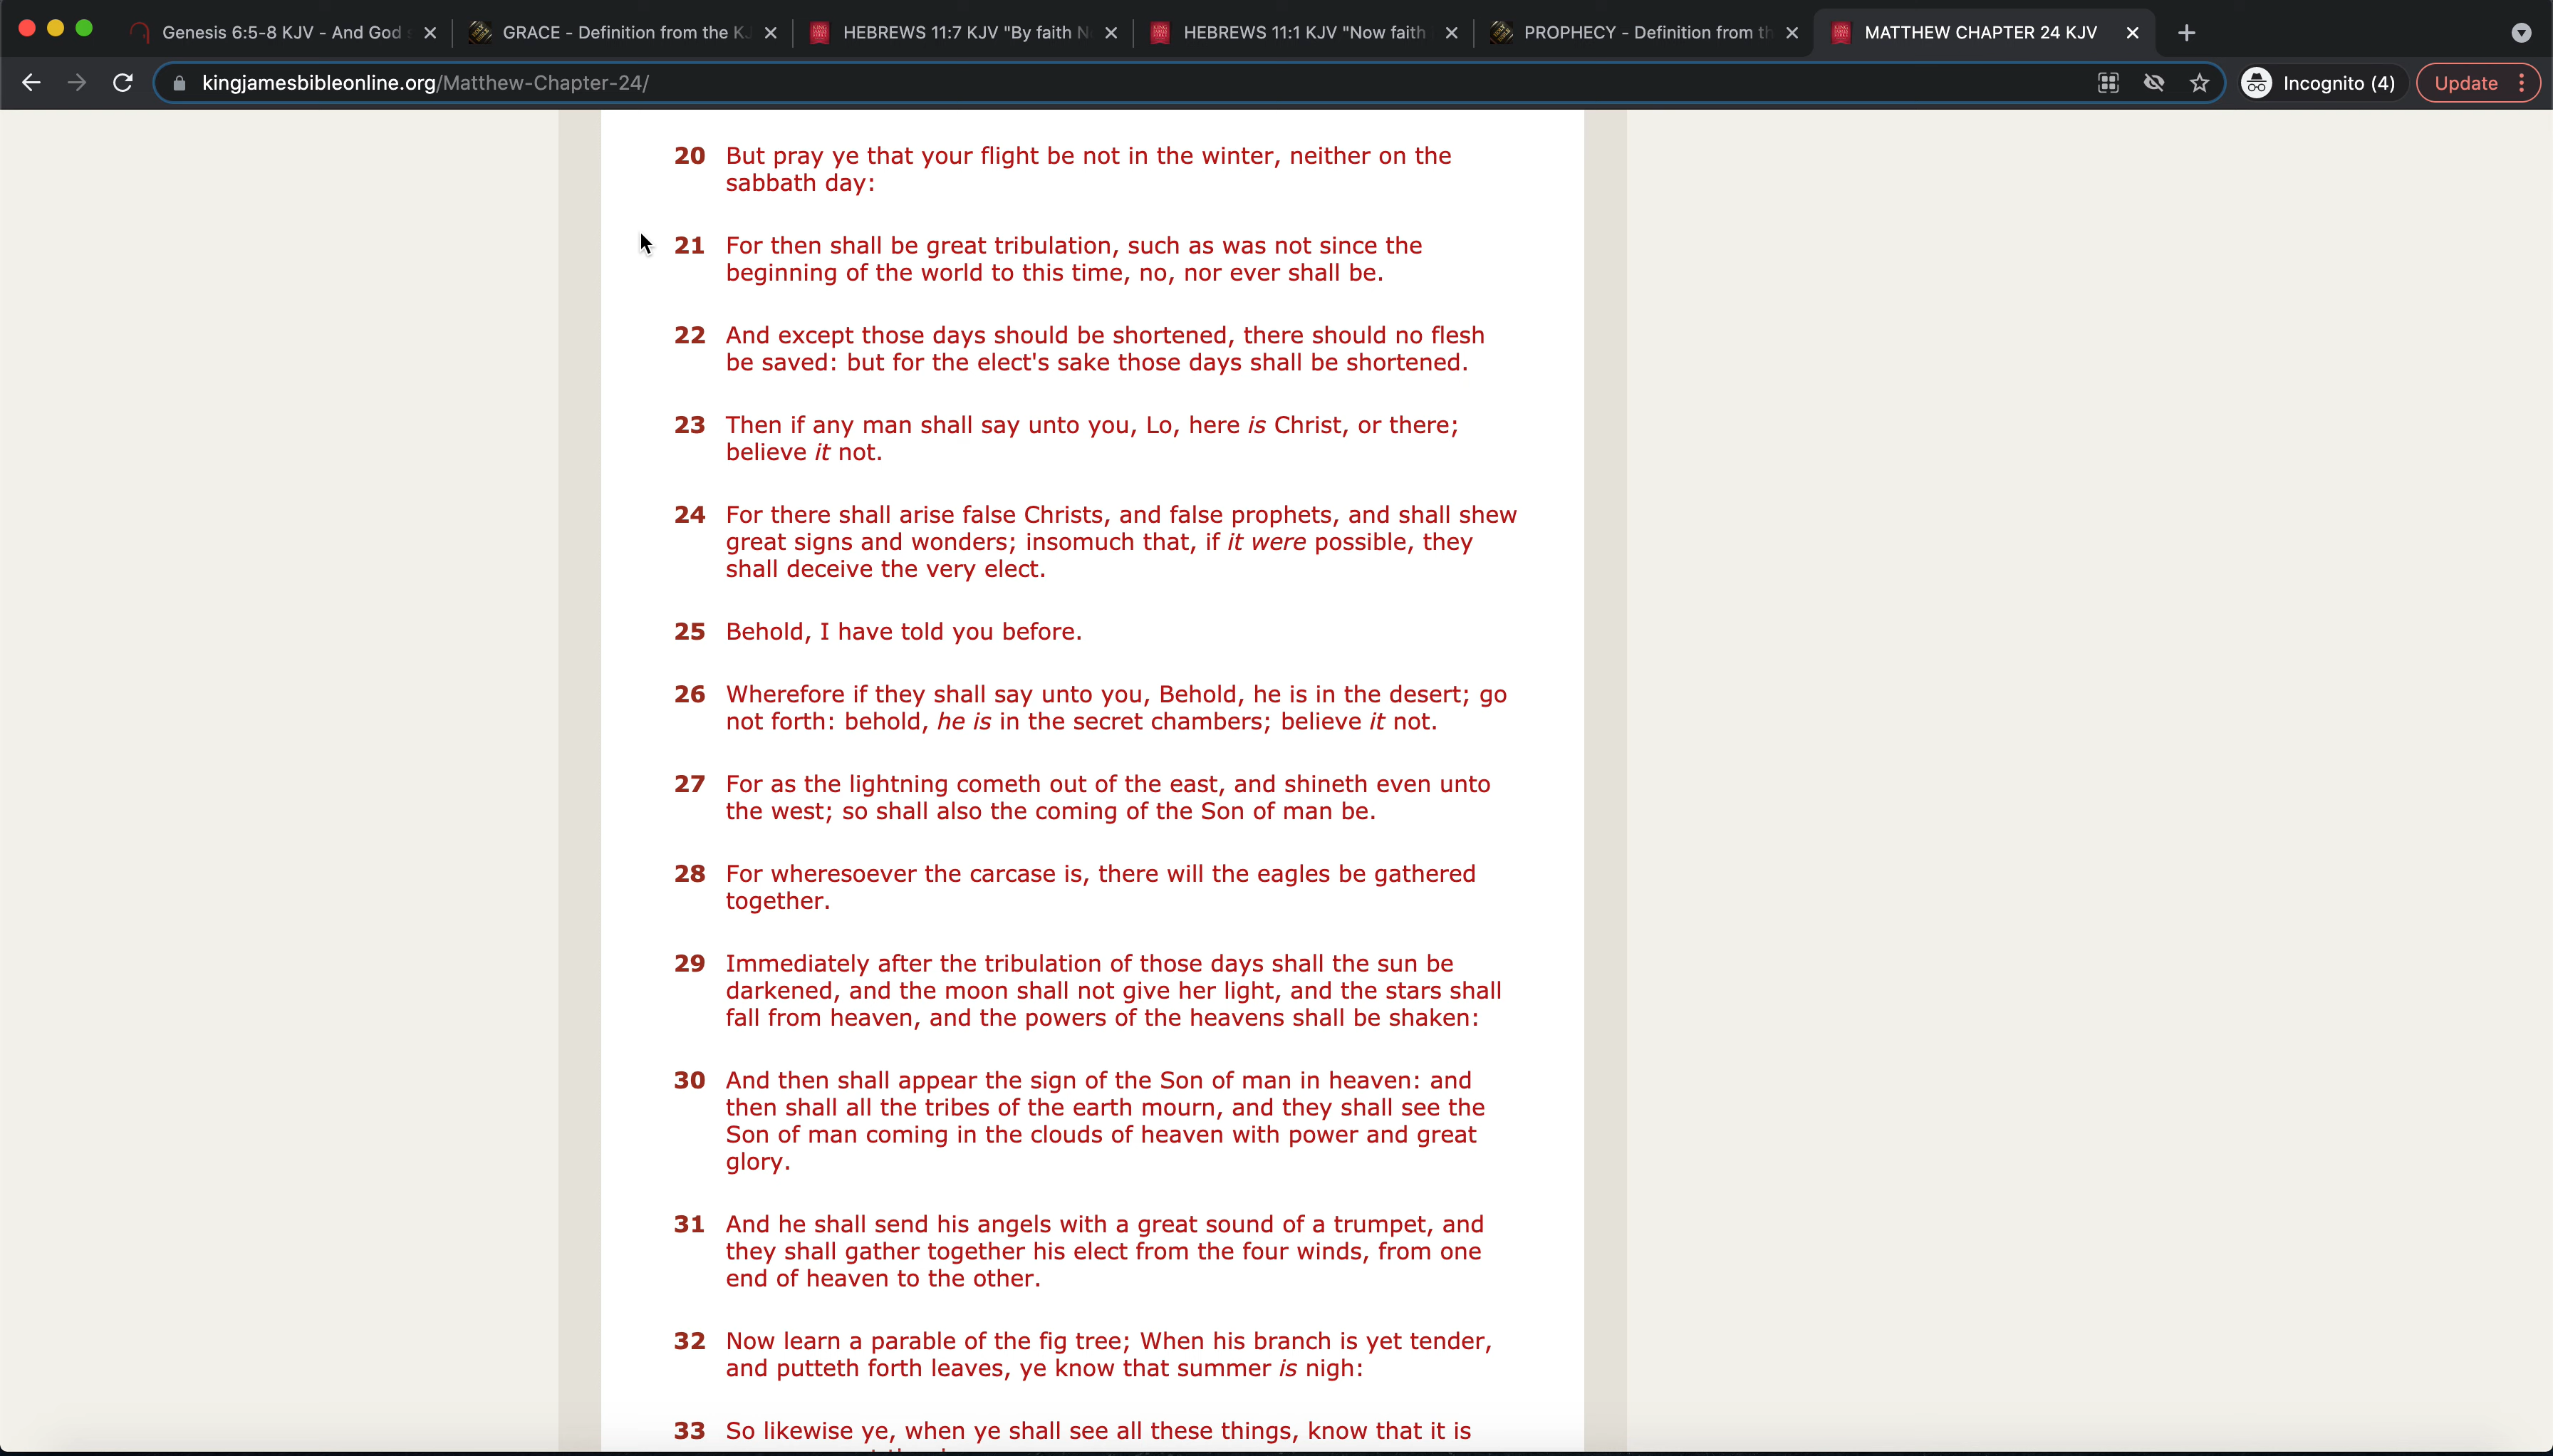 Genesis 6:5-8 KJV - And God
GRACE - Definition from the KJ
HEBREWS 11:7 KJV "By faith N
HEBREWS 11:1 KJV "Now faith
PROPHECY - Definition from th
MATTHEW CHAPTER 24 KJV
kingjamesbibleonline.org/Matthew-Chapter-24/
Incognito (4)
Update
20 But pray ye that your flight be not in the winter, neither on the
sabbath day:
21 For then shall be great tribulation, such as was not since the
beginning of the world to this time, no, nor ever shall be.
22 And except those days should be shortened, there should no flesh
be saved: but for the elect's sake those days shall be shortened.
23 Then if any man shall say unto you, Lo, here is Christ, or there;
believe it not.
24 For there shall arise false Christs, and false prophets, and shall shew
great signs and wonders; insomuch that, if it were possible, they
shall deceive the very elect.
25 Behold, I have told you before.
26 Wherefore if they shall say unto you, Behold, he is in the desert; go
not forth: behold, he is in the secret chambers; believe it not.
27 For as the lightning cometh out of the east, and shineth even unto
the west; so shall also the coming of the Son of man be.
28 For wheresoever the carcase is, there will the eagles be gathered
together.
29 Immediately after the tribulation of those days shall the sun be
darkened, and the moon shall not give her light, and the stars shall
fall from heaven, and the powers of the heavens shall be shaken:
30 And then shall appear the sign of the Son of man in heaven: and
then shall all the tribes of the earth mourn, and they shall see the
Son of man coming in the clouds of heaven with power and great
glory.
31 And he shall send his angels with a great sound of a trumpet, and
they shall gather together his elect from the four winds, from one
end of heaven to the other.
32 Now learn a parable of the fig tree; When his branch is yet tender,
and putteth forth leaves, ye know that summer is nigh:
33 So likewise ye, when ye shall see all these things, know that it is